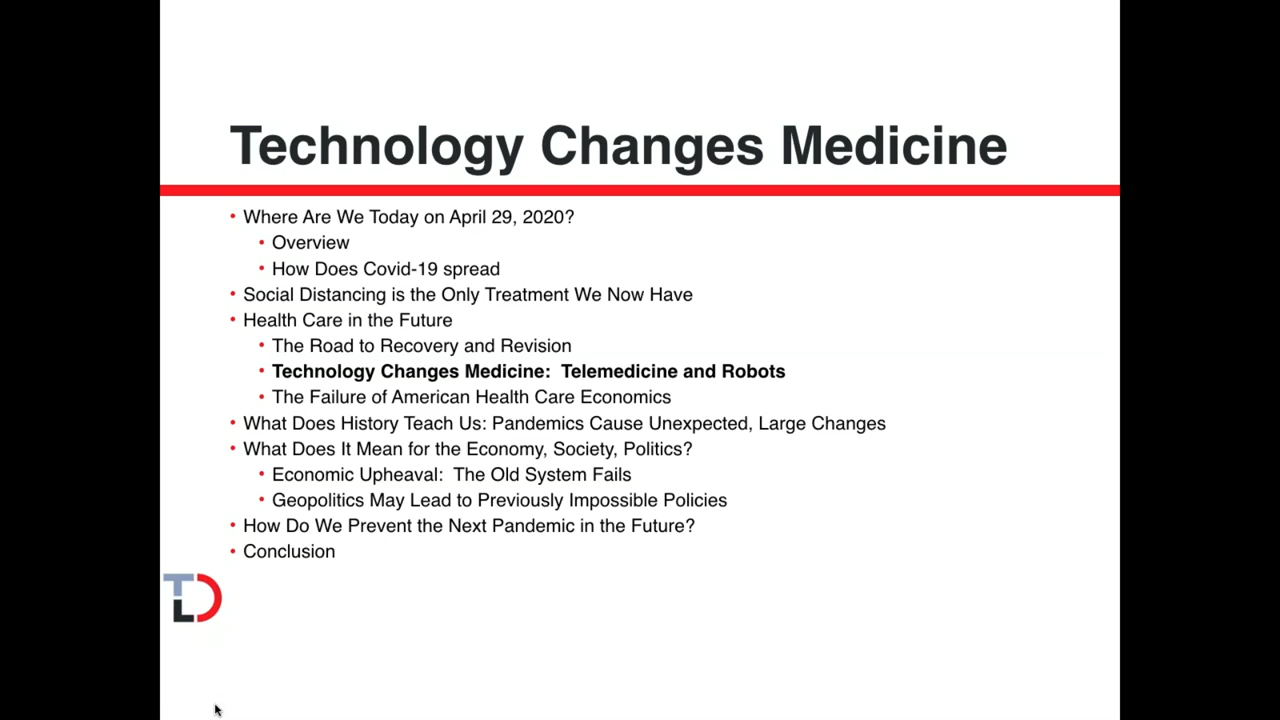 Technology Changes Medicine
• Where Are We Today on April 29, 2020?
• Overview
• How Does Covid-19 spread
• Social Distancing is the Only Treatment We Now Have
• Health Care in the Future
• The Road to Recovery and Revision
• Technology Changes Medicine:  Telemedicine and Robots
• The Failure of American Health Care Economics
• What Does History Teach Us: Pandemics Cause Unexpected, Large Changes
• What Does It Mean for the Economy, Society, Politics?
• Economic Upheaval:  The Old System Fails
• Geopolitics May Lead to Previously Impossible Policies
• How Do We Prevent the Next Pandemic in the Future?
• Conclusion
TLD